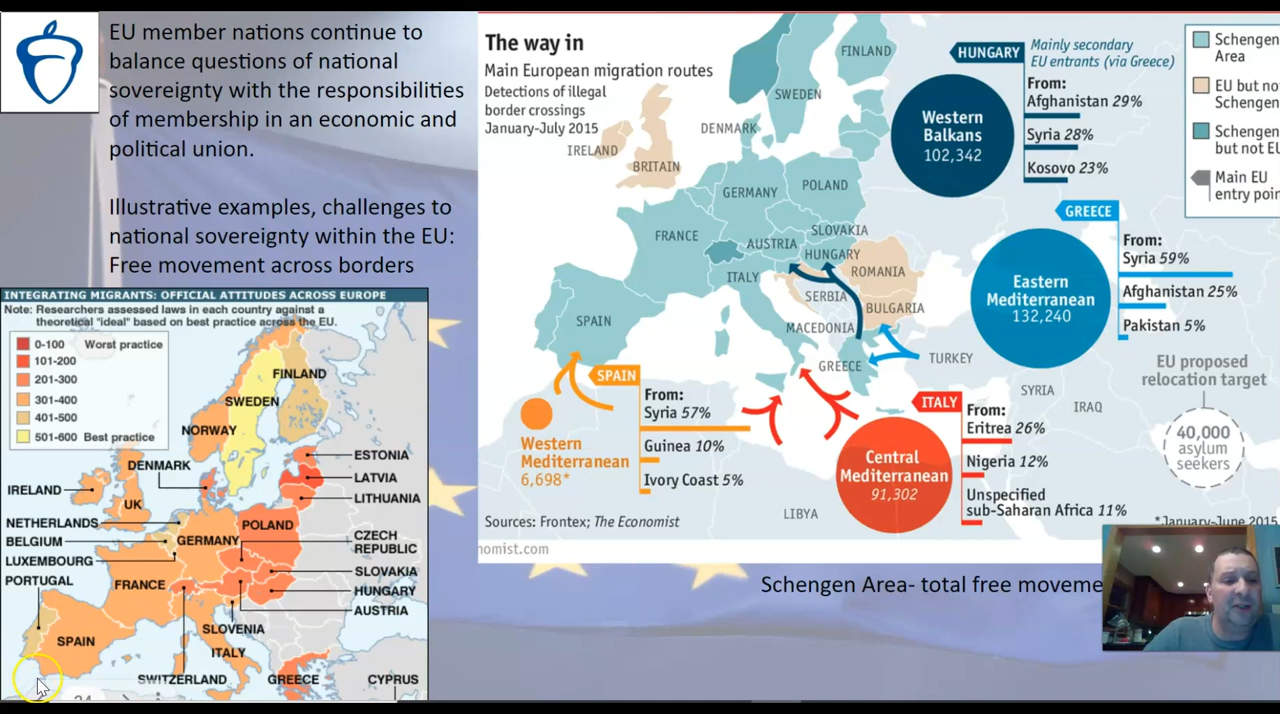 EU member nations continue to
balance questions of national
sovereignty with the responsibilities
of membership in an economic and
political union.
Illustrative examples, challenges to
national sovereignty within the EU:
Free movement across borders
INTEGRATING MIGRANTS: OFFICIAL ATTITUDES ACROSS EUROPE
Note: Researchers assessed laws in each country against a
theoretical "ideal" based on best practice across the EU.
0-100 Worst practice
101-200
201-300
301-400
401-500
501-600 Best practice
FINLAND
SWEDEN
NORWAY
DENMARK
ESTONIA
LATVIA
LITHUANIA
IRELAND
UK
NETHERLANDS
BELGIUM
LUXEMBOURG
PORTUGAL
GERMANY
POLAND
CZECH
REPUBLIC
SLOVAKIA
HUNGARY
AUSTRIA
FRANCE
SPAIN
SLOVENIA
ITALY
SWITZERLAND
GREECE
CYPRUS
The way in
Main European migration routes
Detections of illegal
border crossings
January-July 2015
FINLAND
SWEDEN
DENMARK
IRELAND
BRITAIN
GERMANY
POLAND
FRANCE
SLOVAKIA
AUSTRIA
HUNGARY
ROMANIA
ITALY
SERBIA
BULGARIA
SPAIN
MACEDONIA
GREECE
TURKEY
SYRIA
IRAQ
LIBYA
HUNGARY
Mainly secondary
EU entrants (via Greece)
Western
Balkans
102,342
From:
Afghanistan 29%
Syria 28%
Kosovo 23%
Schengen
Area
EU but no
Schengen
Schengen
but not EU
Main EU
entry poin
GREECE
Eastern
Mediterranean
132,240
From:
Syria 59%
Afghanistan 25%
Pakistan 5%
EU proposed
relocation target
40,000
asylum
seekers
SPAIN
Western
Mediterranean
6,698*
From:
Syria 57%
Guinea 10%
Ivory Coast 5%
ITALY
Central
Mediterranean
91,302
From:
Eritrea 26%
Nigeria 12%
Unspecified
sub-Saharan Africa 11%
Sources: Frontex; The Economist
*January-June 2015
nomist.com
Schengen Area- total free moveme